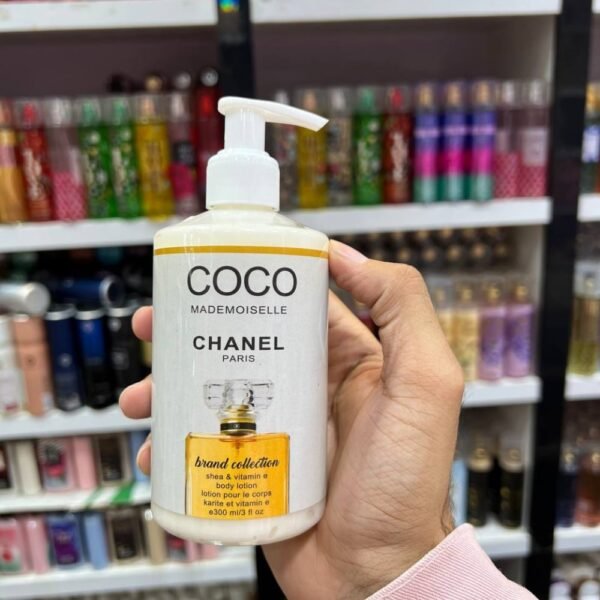 COCO
MADEMOISELLE
CHANEL
PARIS
brand collection
shea & vitamin e
body lotion
lotion pour le corps
karite et vitamin e
e300 ml/3 fl oz